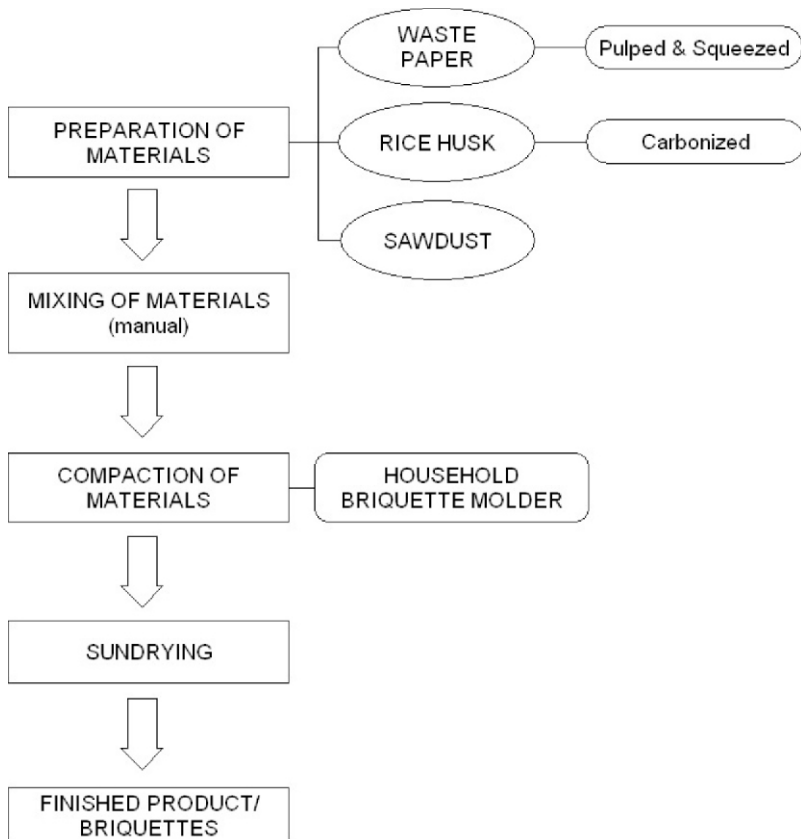 WASTE
PAPER
Pulped & Squeezed
PREPARATION OF
MATERIALS
RICE HUSK
Carbonized
SAWDUST
MIXING OF MATERIALS
(manual)
COMPACTION OF
MATERIALS
HOUSEHOLD
BRIQUETTE MOLDER
SUNDRYING
FINISHED PRODUCT/
BRIQUETTES